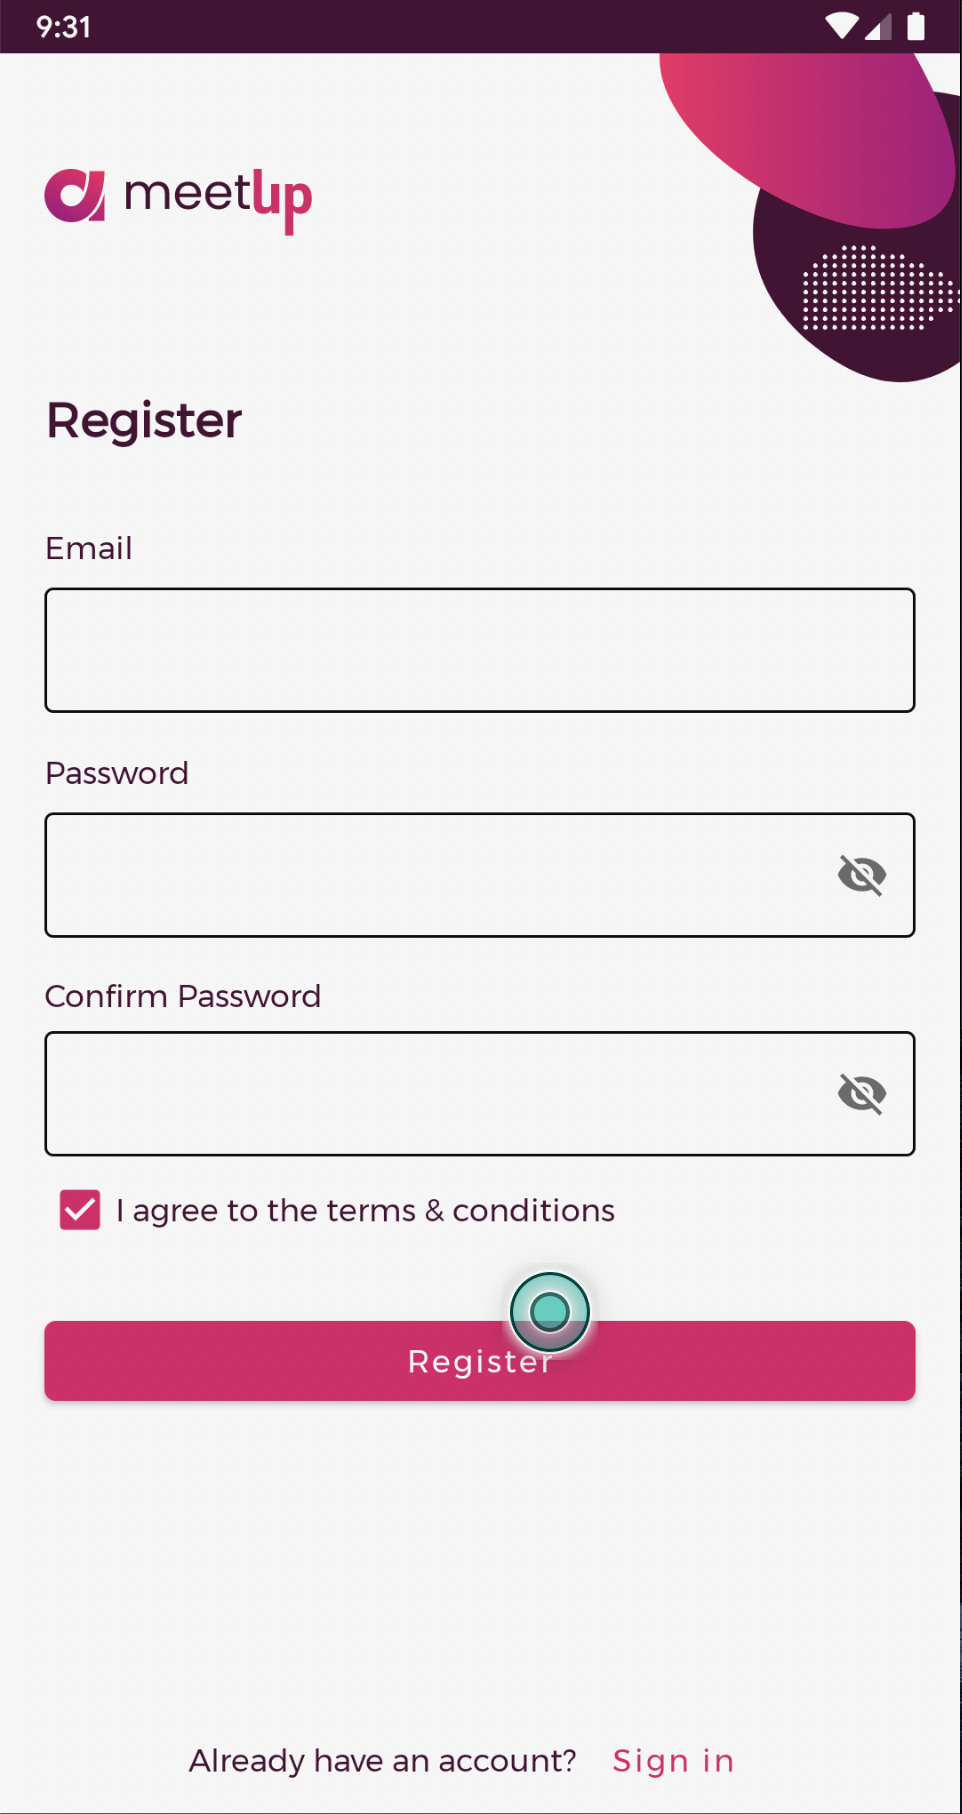 9:31
meetup
Register
Email
Password
Confirm Password
I agree to the terms & conditions
Register
Already have an account? Sign in